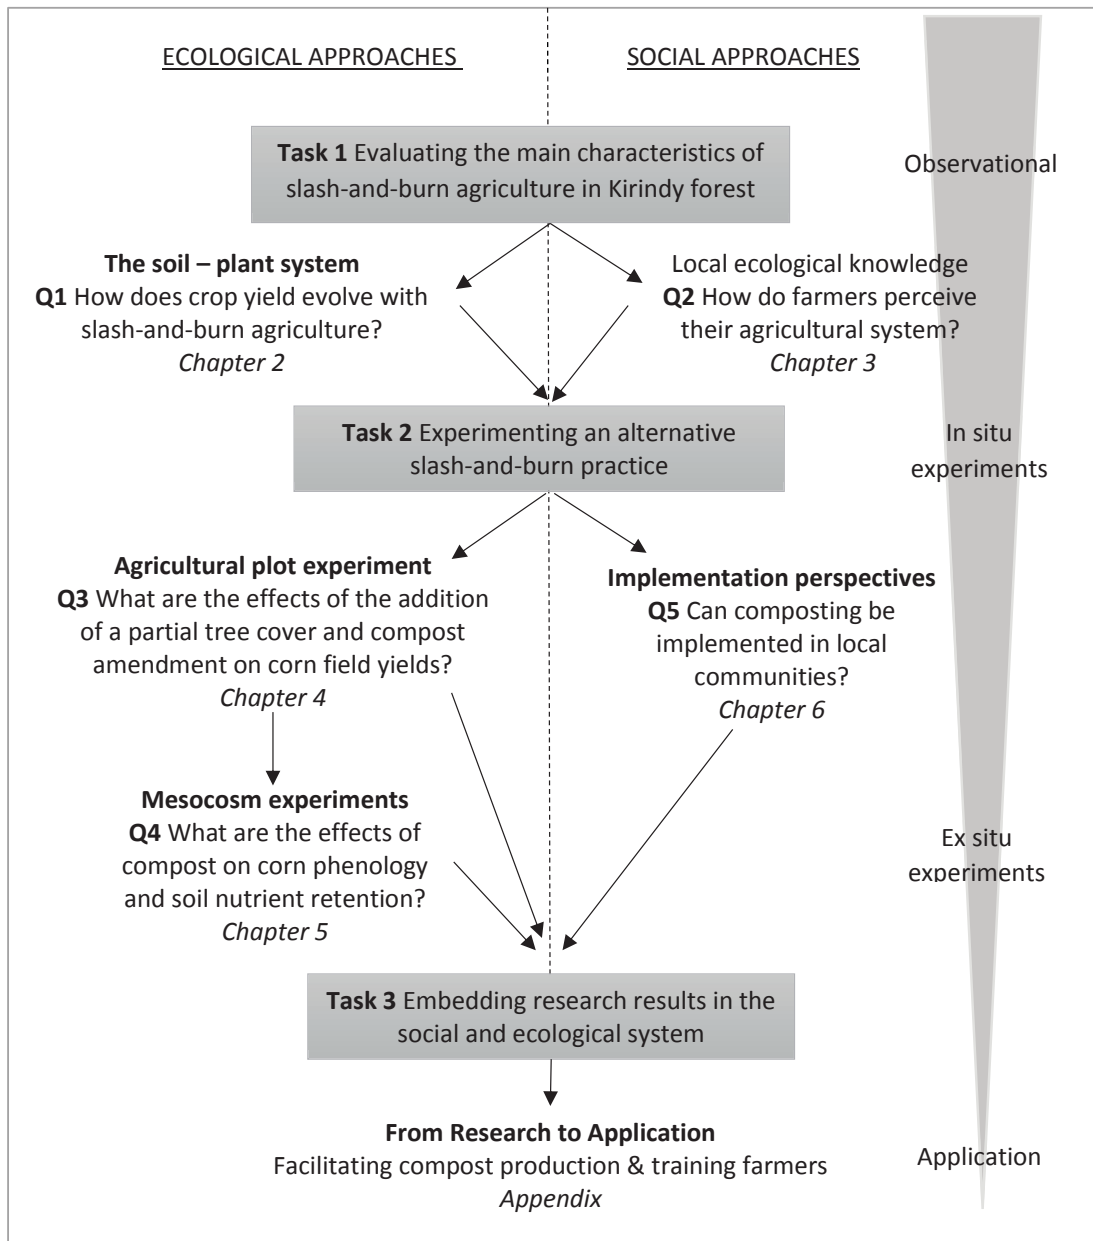 ECOLOGICAL APPROACHES
SOCIAL APPROACHES
Task 1 Evaluating the main characteristics of
slash-and-burn agriculture in Kirindy forest
Observational
The soil – plant system
Q1 How does crop yield evolve with
slash-and-burn agriculture?
Chapter 2
Local ecological knowledge
Q2 How do farmers perceive
their agricultural system?
Chapter 3
Task 2 Experimenting an alternative
slash-and-burn practice
In situ
experiments
Agricultural plot experiment
Q3 What are the effects of the addition
of a partial tree cover and compost
amendment on corn field yields?
Chapter 4
Implementation perspectives
Q5 Can composting be
implemented in local
communities?
Chapter 6
Mesocosm experiments
Q4 What are the effects of
compost on corn phenology
and soil nutrient retention?
Chapter 5
Ex situ
experiments
Task 3 Embedding research results in the
social and ecological system
From Research to Application
Facilitating compost production & training farmers
Appendix
Application